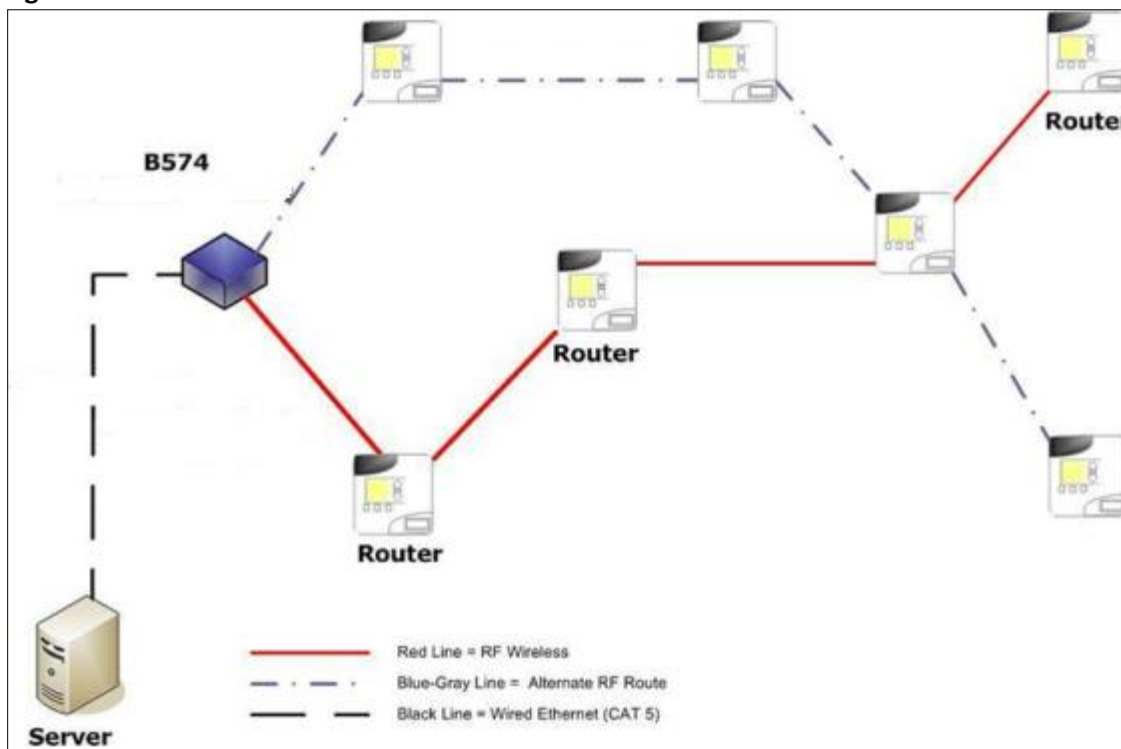 Router
B574
Router
Router
Red Line = RF Wireless
Blue-Gray Line = Alternate RF Route
Black Line = Wired Ethernet (CAT 5)
Server